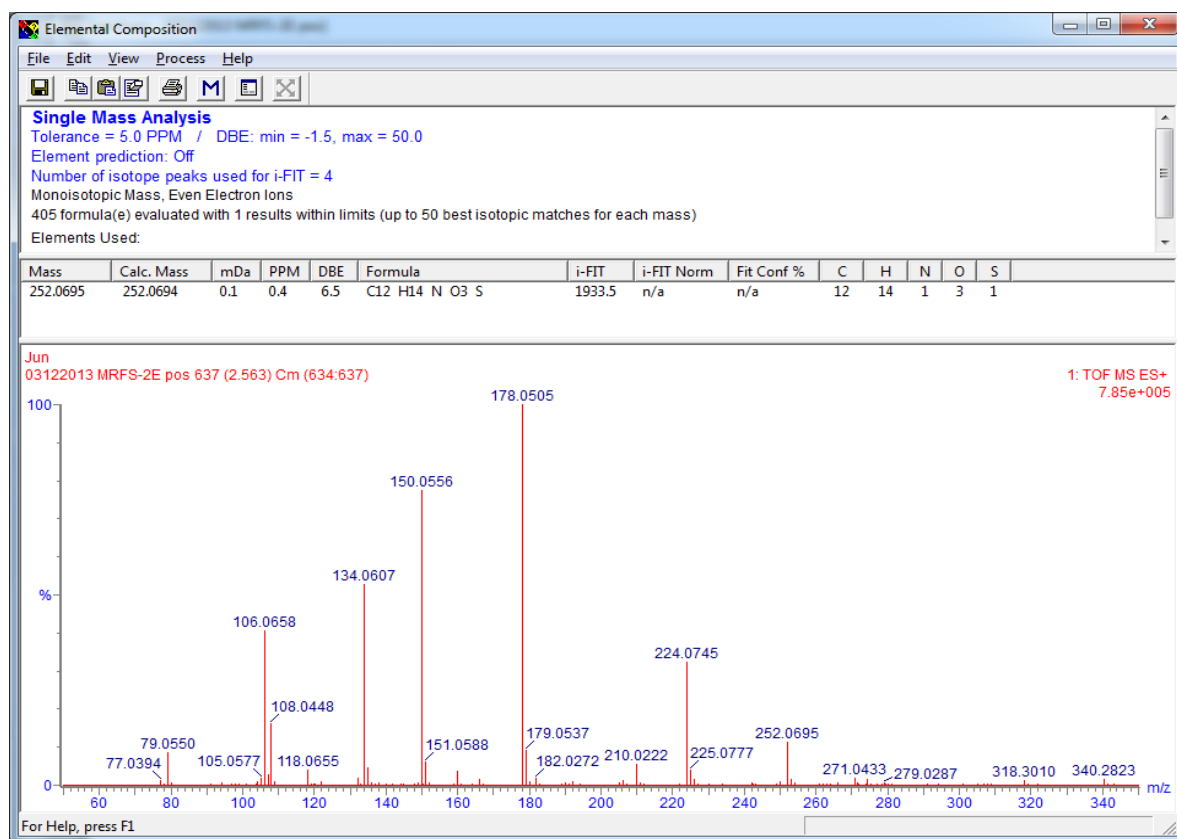 Elemental Composition
File Edit View Process Help
M
Single Mass Analysis
Tolerance = 5.0 PPM / DBE: min = -1.5, max = 50.0
Element prediction: Off
Number of isotope peaks used for i-FIT = 4
Monoisotopic Mass, Even Electron Ions
405 formula(e) evaluated with 1 results within limits (up to 50 best isotopic matches for each mass)
Elements Used:
Mass Calc. Mass mDa PPM DBE Formula i-FIT i-FIT Norm Fit Conf % C H N O S
252.0695 252.0694 0.1 0.4 6.5 C12 H14 N O3 S 1933.5 n/a n/a 12 14 1 3 1
Jun
03122013 MRFS-2E pos 637 (2.563) Cm (634:637)
1: TOF MS ES+
7.85e+005
100
%
0
178.0505
150.0556
134.0607
106.0658
224.0745
108.0448
252.0695
79.0550
77.0394
105.0577
118.0655
151.0588
179.0537
182.0272
210.0222
225.0777
271.0433
279.0287
318.3010
340.2823
60 80 100 120 140 160 180 200 220 240 260 280 300 320 340 m/z
For Help, press F1